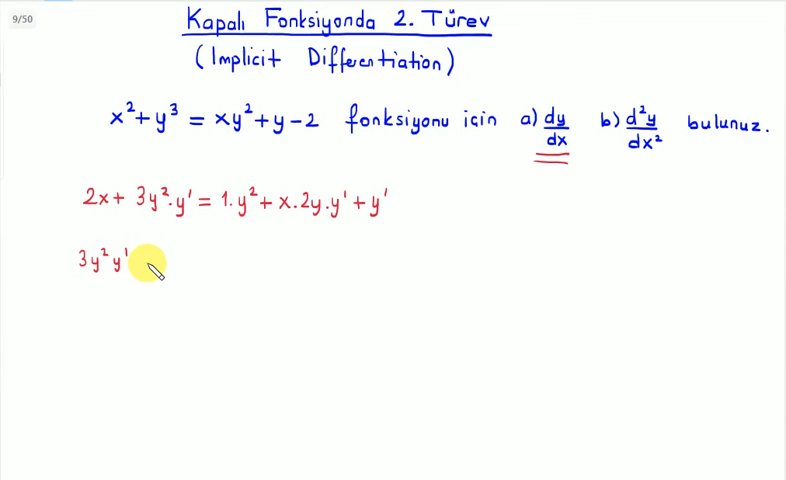 9/50
Kapalı Fonksiyonda 2. Türev
(Implicit Differentiation)
x² + y³ = xy² + y - 2 fonksiyonu için a) dy/dx b) d²y/dx² bulunuz.
2x + 3y².y' = 1.y² + x.2y.y' + y'
3y² y'